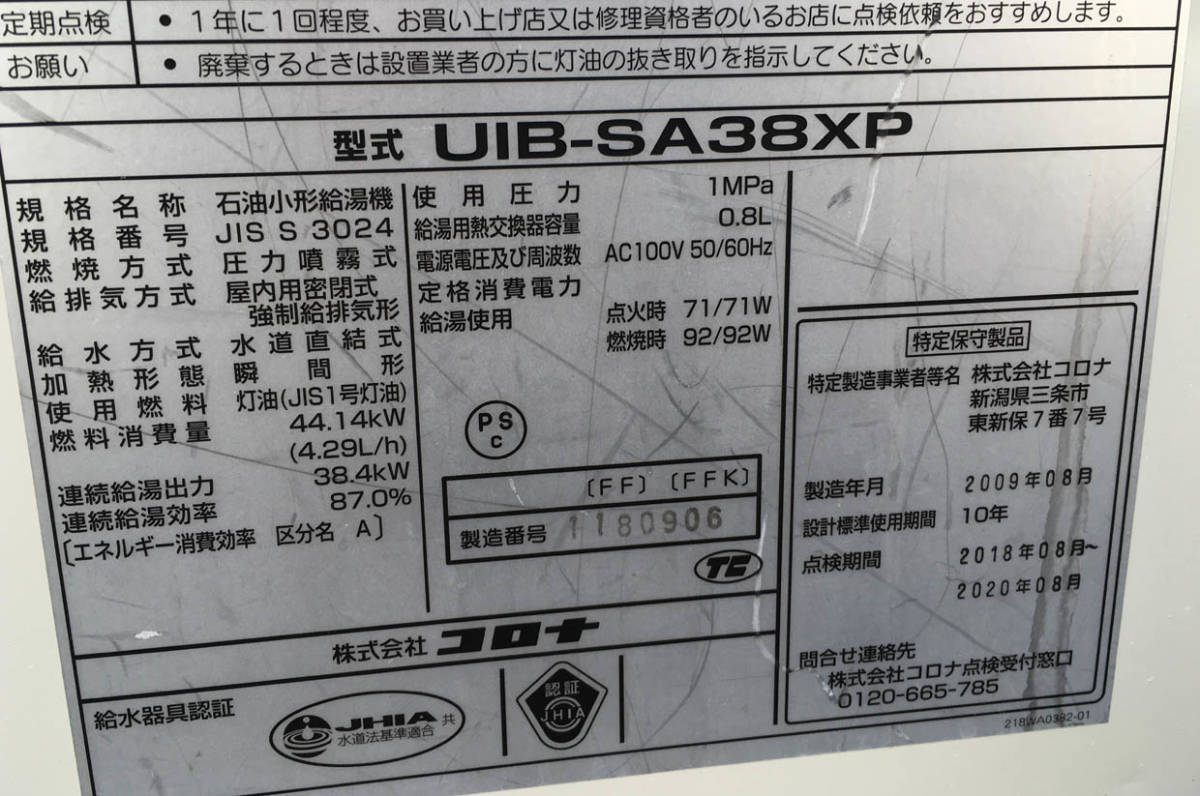 定期点検 • 1年に1回程度、お買い上げ店又は修理資格者のいるお店に点検依頼をおすすめします。
お願い • 廃棄するときは設置業者の方に灯油の抜き取りを指示してください。
型式 UIB-SA38XP
規格名称 石油小形給湯機
規格番号 JIS S 3024
燃焼方式 圧力噴霧式
給排気方式 屋内用密閉式
強制給排気形
給水方式 水道直結式
加熱形態 瞬間形
使用燃料 灯油(JIS1号灯油)
燃料消費量 44.14kW
(4.29L/h)
連続給湯出力 38.4kW
連続給湯効率 87.0%
〔エネルギー消費効率 区分名 A〕
使用圧力 1MPa
給湯用熱交換器容量 0.8L
電源電圧及び周波数 AC100V 50/60Hz
定格消費電力
給湯使用 点火時 71/71W
燃焼時 92/92W
PS
C
(FF) (FFK)
製造番号 1180906
TC
特定保守製品
特定製造事業者等名 株式会社コロナ
新潟県三条市
東新保7番7号
製造年月 2009年08月
設計標準使用期間 10年
点検期間 2018年08月~
2020年08月
問合せ連絡先
株式会社コロナ点検受付窓口
0120-665-785
218WA0382-01
株式会社 コロナ
給水器具認証
JHIA 共
水道法基準適合
認証
JHIA